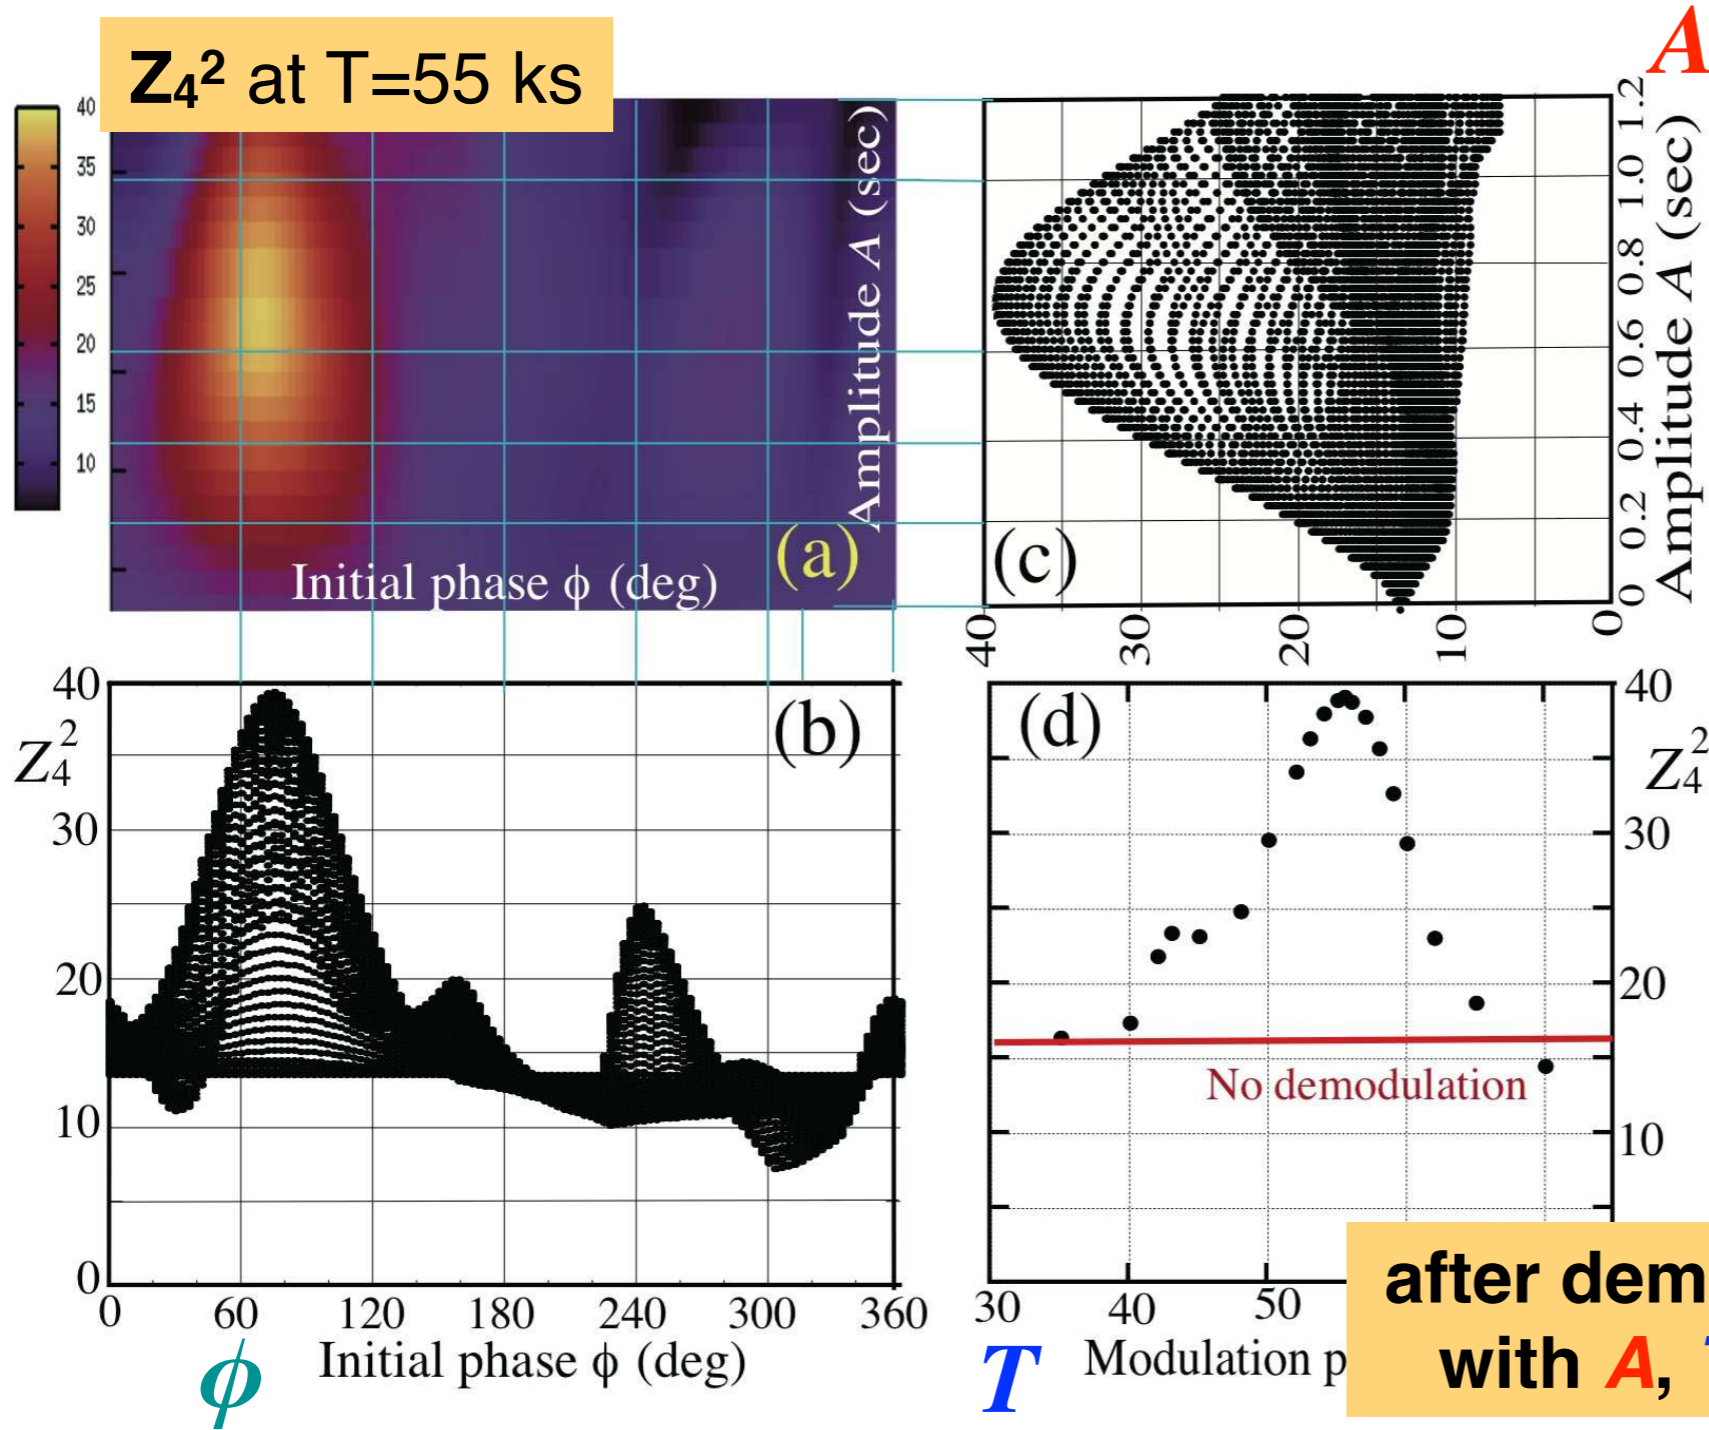 Z₄² at T=55 ks
40
35
30
25
20
15
10
Amplitude A (sec)
(a)
Initial phase ϕ (deg)
A
(c)
0 0.2 0.4 0.6 0.8 1.0 1.2
Amplitude A (sec)
40 30 20 10 0
(b)
Z₄²
40
30
20
10
0
0 60 120 180 240 300 360
ϕ Initial phase ϕ (deg)
(d)
40
Z₄²
30
20
No demodulation
10
30 40 50
T Modulation p
after dem
with A,